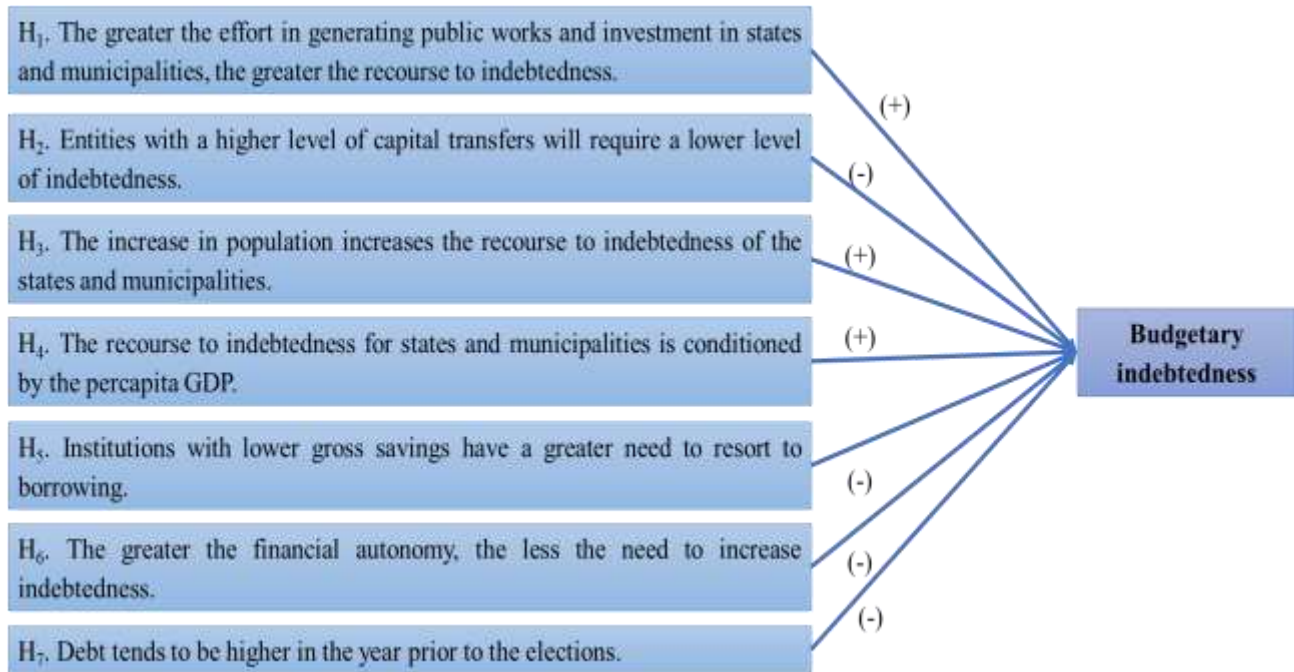 H₁. The greater the effort in generating public works and investment in states
and municipalities, the greater the recourse to indebtedness.
(+)
H₂. Entities with a higher level of capital transfers will require a lower level
of indebtedness.
(-)
H₃. The increase in population increases the recourse to indebtedness of the
states and municipalities.
(+)
H₄. The recourse to indebtedness for states and municipalities is conditioned
by the percapita GDP.
(+)
Budgetary
indebtedness
H₅. Institutions with lower gross savings have a greater need to resort to
borrowing.
(-)
H₆. The greater the financial autonomy, the less the need to increase
indebtedness.
(-)
H₇. Debt tends to be higher in the year prior to the elections.
(-)